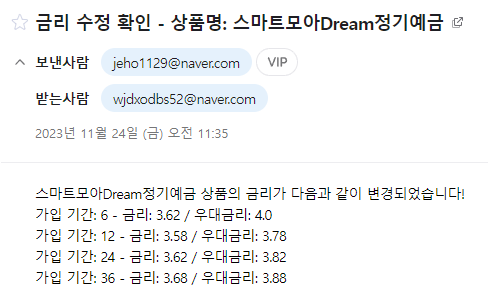 금리 수정 확인 - 상품명: 스마트모아Dream정기예금
보낸사람 jeho1129@naver.com VIP
받는사람 wjdxodbs52@naver.com
2023년 11월 24일 (금) 오전 11:35
스마트모아Dream정기예금 상품의 금리가 다음과 같이 변경되었습니다!
가입 기간: 6 - 금리: 3.62 / 우대금리: 4.0
가입 기간: 12 - 금리: 3.58 / 우대금리: 3.78
가입 기간: 24 - 금리: 3.62 / 우대금리: 3.82
가입 기간: 36 - 금리: 3.68 / 우대금리: 3.88